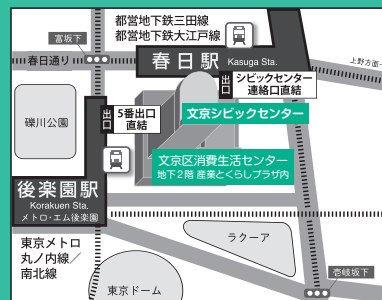 都営地下鉄三田線
都営地下鉄大江戸線
富坂下
春日通り
春日駅 Kasuga Sta.
上野方面→
出口
シビックセンター
連絡口直結
礫川公園
出口
5番出口
直結
文京シビックセンター
文京区消費生活センター
地下2階 産業とくらしプラザ内
後楽園駅
Korakuen Sta.
メトロ・エム後楽園
東京メトロ
丸ノ内線／
南北線
ラクーア
東京ドーム
壱岐坂下